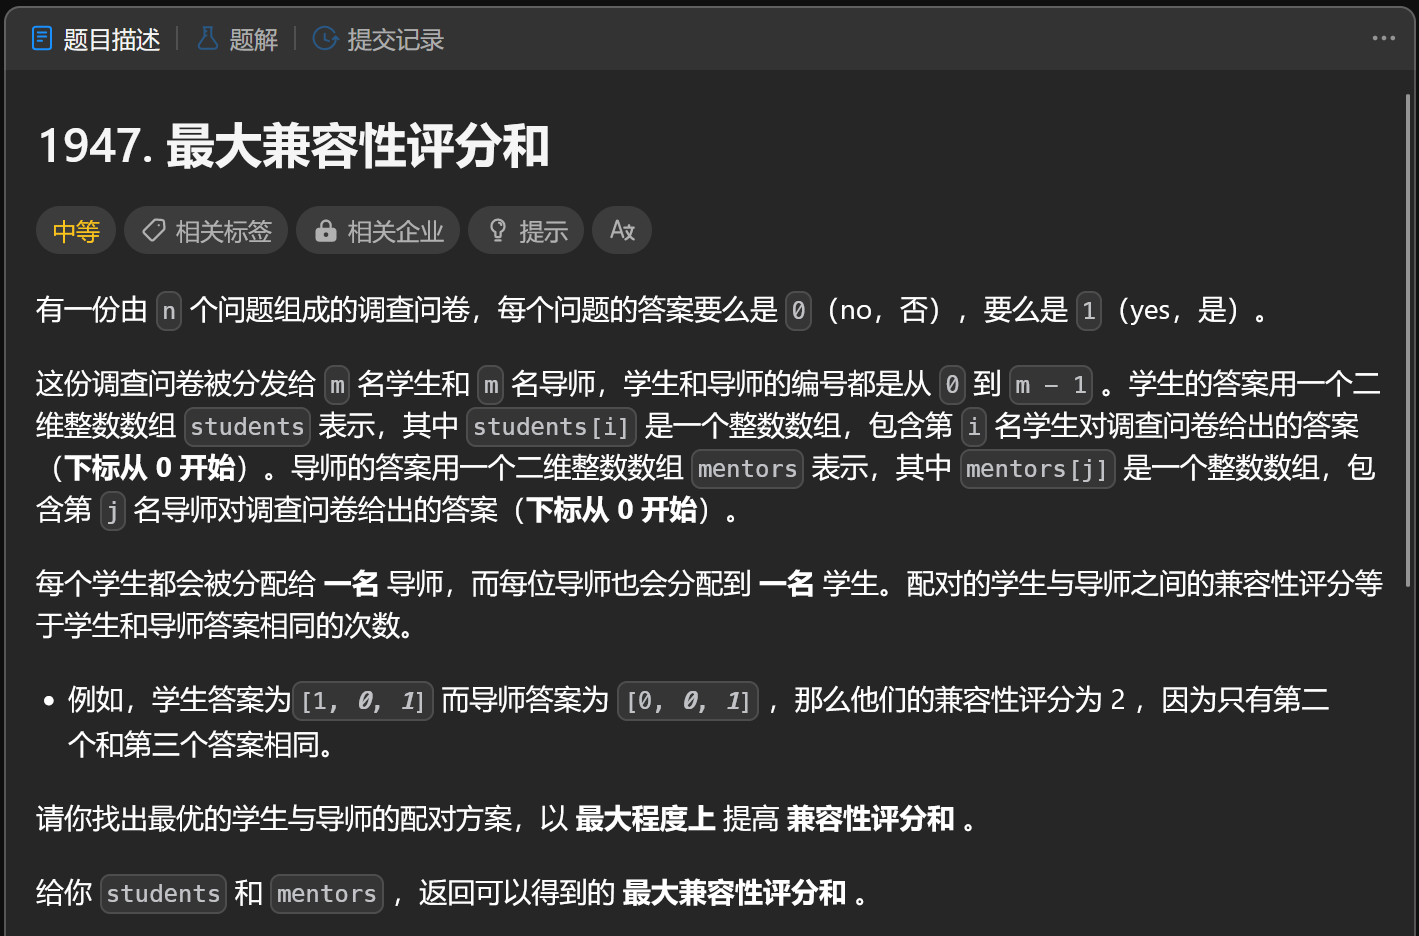 题目描述 | 题解 | 提交记录
1947. 最大兼容性评分和
中等 相关标签 相关企业 提示 A文
有一份由 n 个问题组成的调查问卷，每个问题的答案要么是 0（no，否），要么是 1（yes，是）。
这份调查问卷被分发给 m 名学生和 m 名导师，学生和导师的编号都是从 0 到 m - 1 。学生的答案用一个二
维整数数组 students 表示，其中 students[i] 是一个整数数组，包含第 i 名学生对调查问卷给出的答案
（下标从 0 开始）。导师的答案用一个二维整数数组 mentors 表示，其中 mentors[j] 是一个整数数组，包
含第 j 名导师对调查问卷给出的答案（下标从 0 开始）。
每个学生都会被分配给 一名 导师，而每位导师也会分配到 一名 学生。配对的学生与导师之间的兼容性评分等
于学生和导师答案相同的次数。
• 例如，学生答案为[1, 0, 1] 而导师答案为 [0, 0, 1] ，那么他们的兼容性评分为 2 ，因为只有第二
个和第三个答案相同。
请你找出最优的学生与导师的配对方案，以 最大程度上 提高 兼容性评分和 。
给你 students 和 mentors ，返回可以得到的 最大兼容性评分和 。